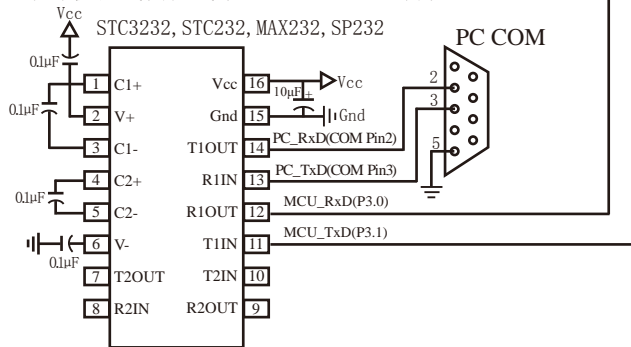 Vcc
STC3232, STC232, MAX232, SP232
PC COM
0.1μF
1 C1+ Vcc 16 Vcc
0.1μF
10μF +
2 V+ Gnd 15 Gnd
3 C1- T1OUT 14 PC_RxD(COM Pin2)
4 C2+ R1IN 13 PC_TxD(COM Pin3)
0.1μF
5 C2- R1OUT 12 MCU_RxD(P3.0)
6 V- T1IN 11 MCU_TxD(P3.1)
0.1μF
7 T2OUT T2IN 10
8 R2IN R2OUT 9
2
3
5